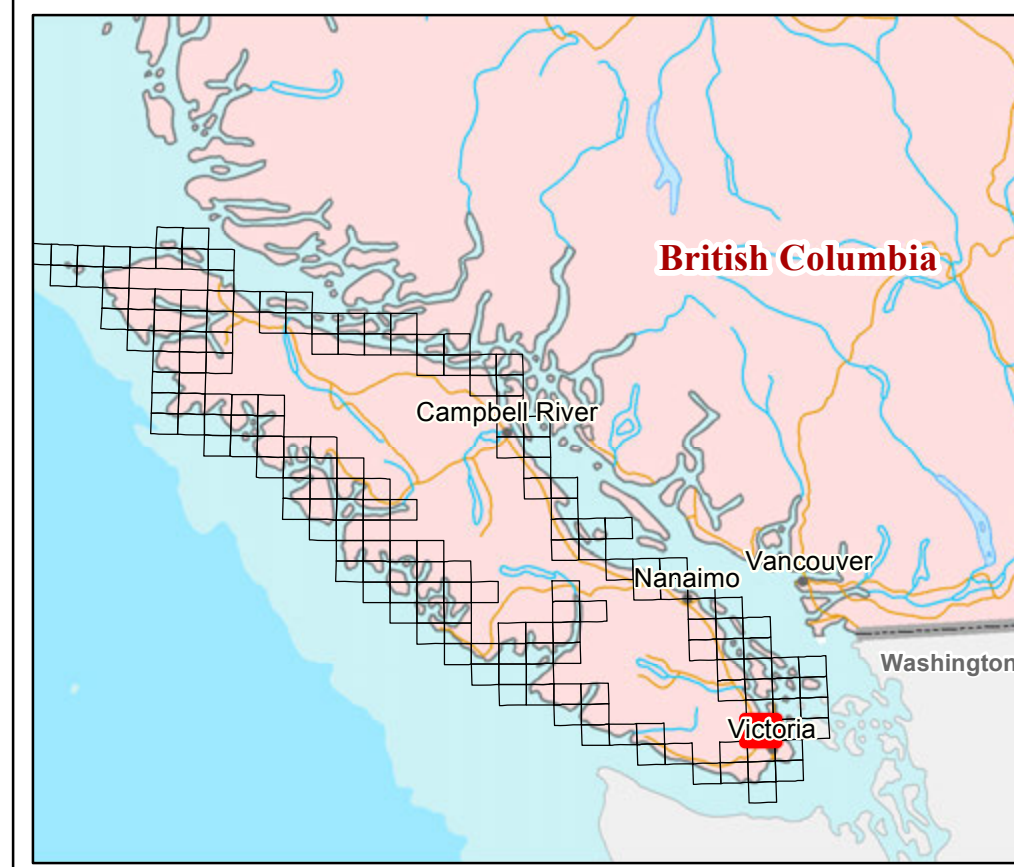 British Columbia
Campbell River
Vancouver
Nanaimo
Washington
Victoria